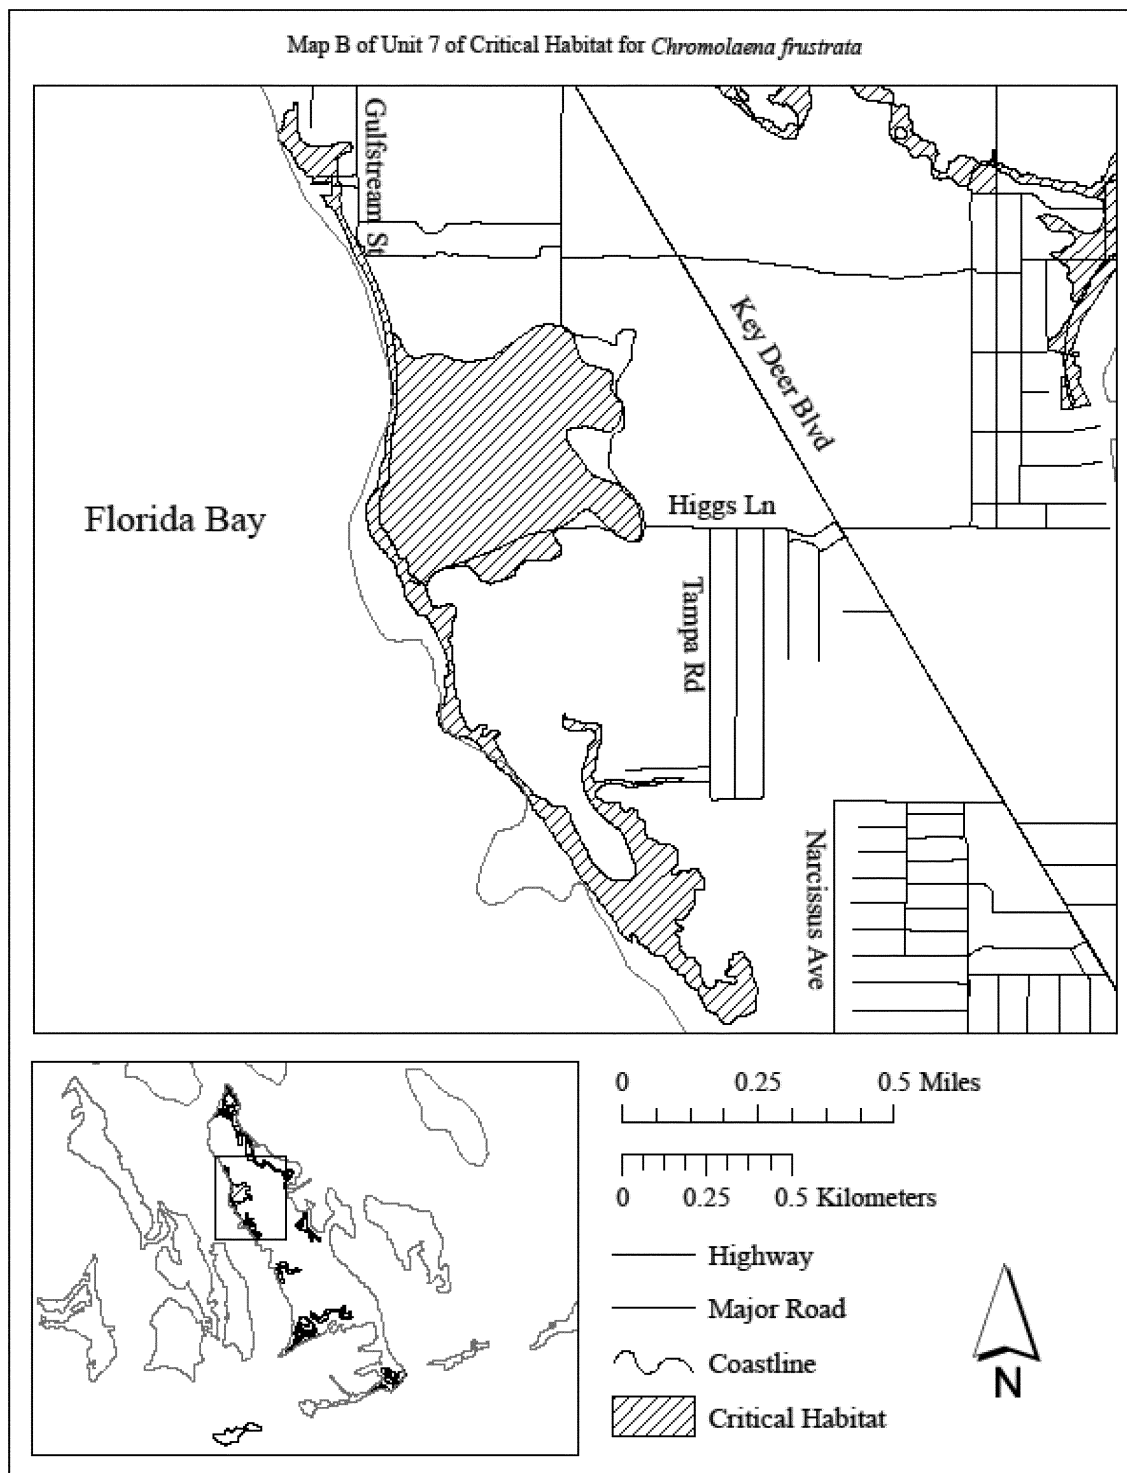 Map B of Unit 7 of Critical Habitat for Chromolaena frustrata
Gulfstream St
Key Deer Blvd
Florida Bay
Higgs Ln
Tampa Rd
Narcissus Ave
0 0.25 0.5 Miles
0 0.25 0.5 Kilometers
Highway
Major Road
Coastline
Critical Habitat
N